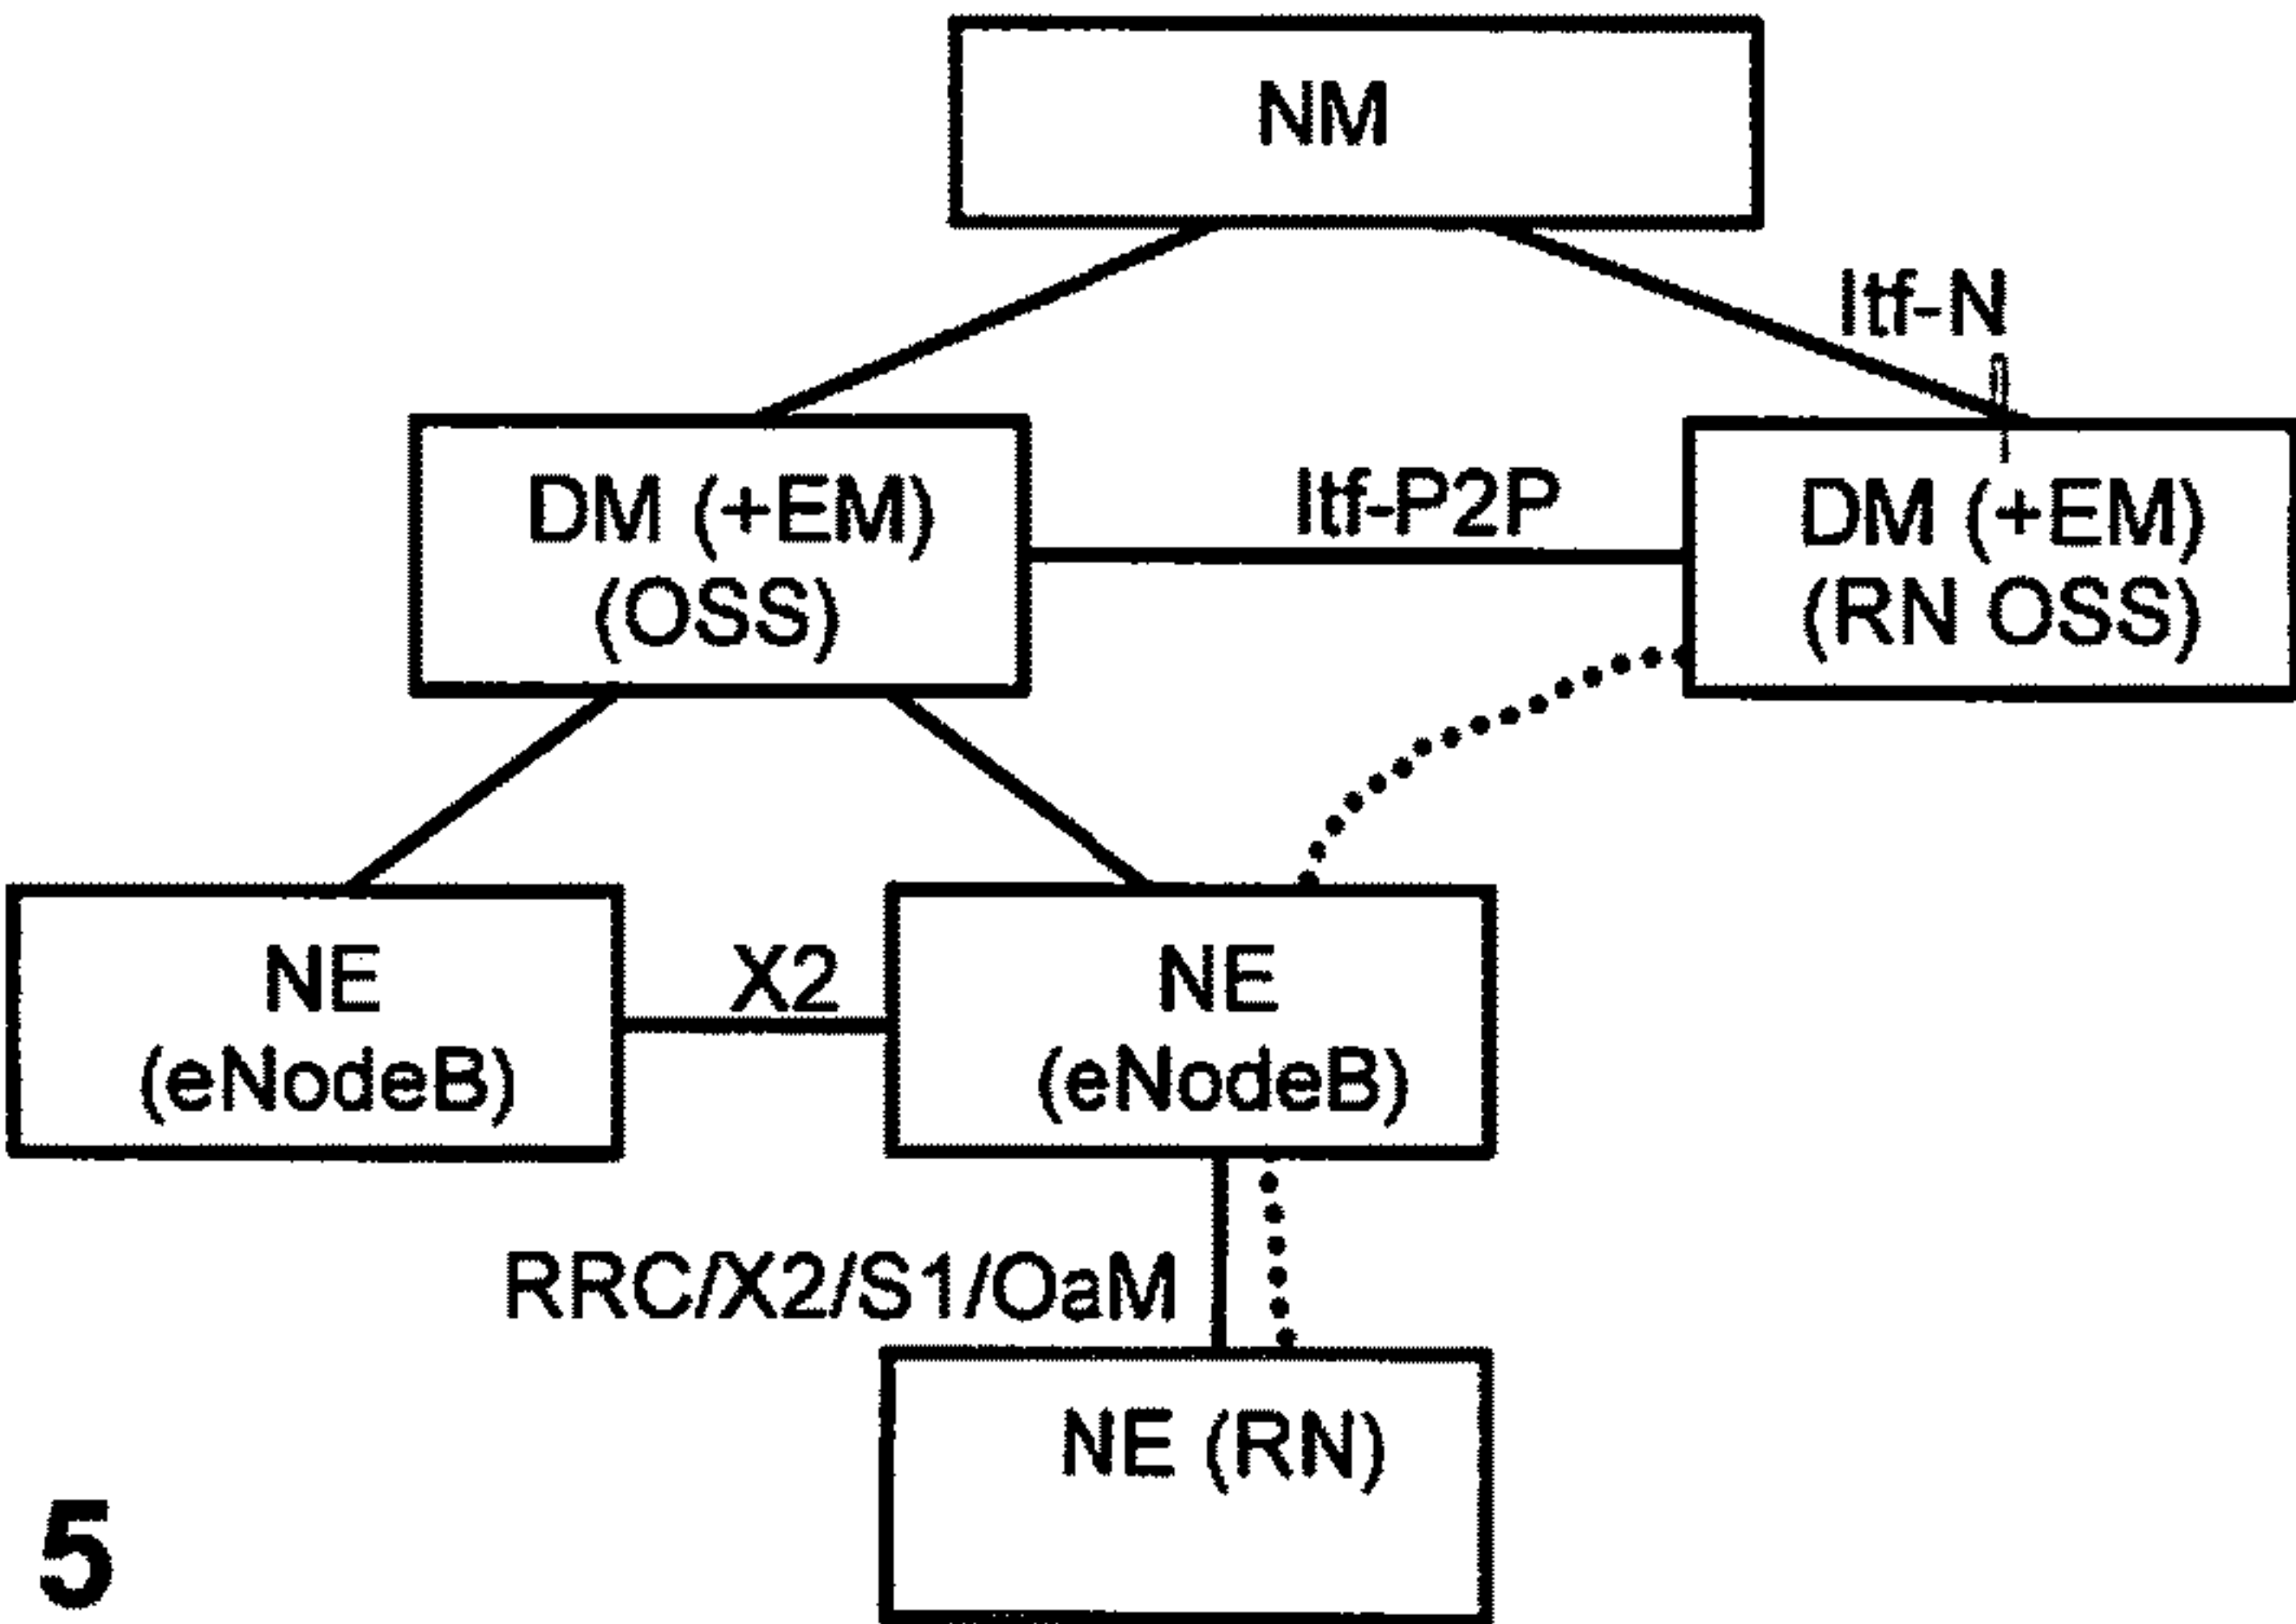 NM
Itf-N
DM (+EM)
(OSS)
Itf-P2P
DM (+EM)
(RN OSS)
NE
(eNodeB)
X2
NE
(eNodeB)
RRC/X2/S1/OaM
NE (RN)
5